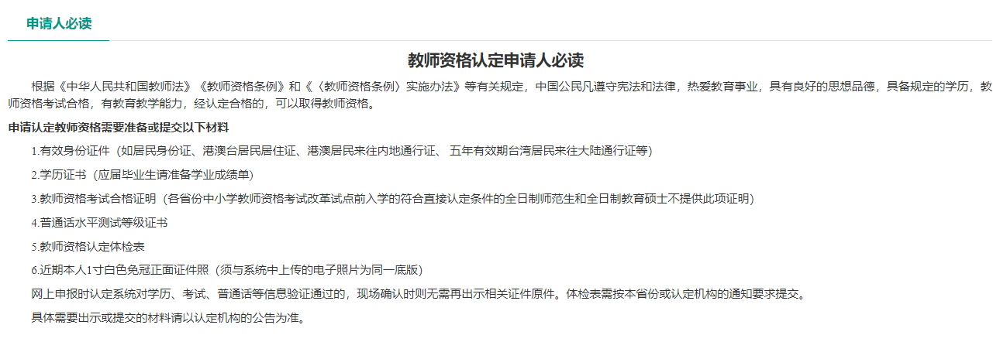 申请人必读
教师资格认定申请人必读
根据《中华人民共和国教师法》《教师资格条例》和《〈教师资格条例〉实施办法》等有关规定，中国公民凡遵守宪法和法律，热爱教育事业，具有良好的思想品德，具备规定的学历，教
师资格考试合格，有教育教学能力，经认定合格的，可以取得教师资格。
申请认定教师资格需要准备或提交以下材料
1.有效身份证件（如居民身份证、港澳台居民居住证、港澳居民来往内地通行证、 五年有效期台湾居民来往大陆通行证等）
2.学历证书（应届毕业生请准备学业成绩单）
3.教师资格考试合格证明（各省份中小学教师资格考试改革试点前入学的符合直接认定条件的全日制师范生和全日制教育硕士不提供此项证明）
4.普通话水平测试等级证书
5.教师资格认定体检表
6.近期本人1寸白色免冠正面证件照（须与系统中上传的电子照片为同一底版）
网上申报时认定系统对学历、考试、普通话等信息验证通过的，现场确认时则无需再出示相关证件原件。体检表需按本省份或认定机构的通知要求提交。
具体需要出示或提交的材料请以认定机构的公告为准。